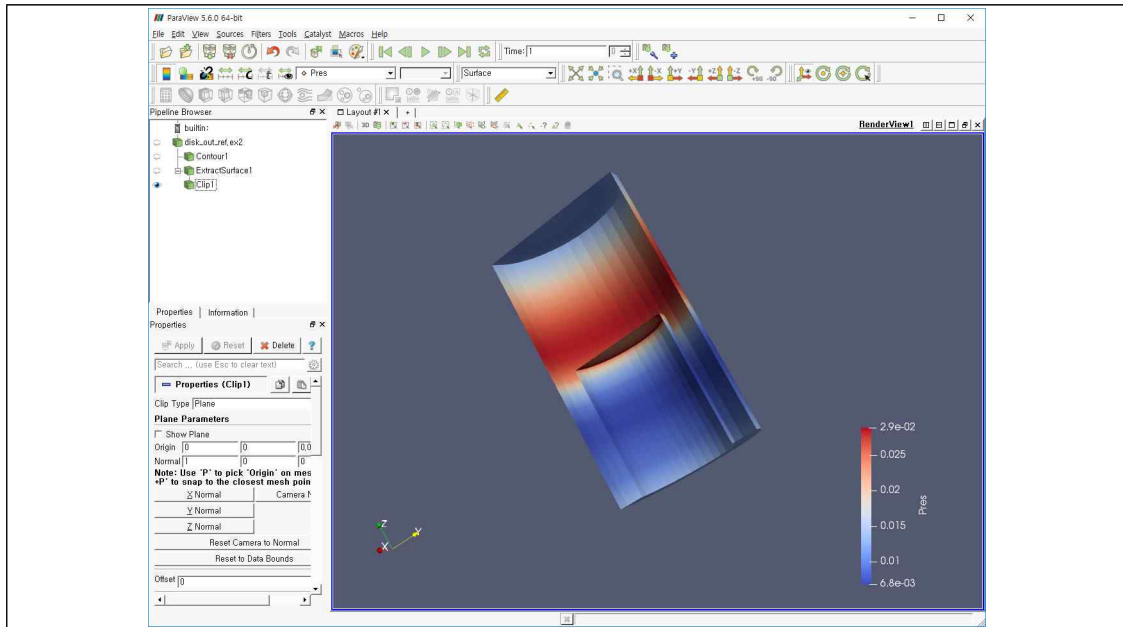 ParaView 5.6.0 64-bit
File Edit View Sources Filters Tools Catalyst Macros Help
Time: 1 0
Pres Surface +X -X +Y -Y +Z -Z +90 -90
Pipeline Browser Layout #1 × +
3D RenderView1
builtin:
disk_out_ref.ex2
Contour1
ExtractSurface1
Clip1
Properties Information
Properties
Apply Reset Delete ?
Search ... (use Esc to clear text)
Properties (Clip1)
Clip Type Plane
Plane Parameters
Show Plane
Origin 0 0 0.0
Normal 1 0 0
Note: Use 'P' to pick 'Origin' on mes
+P' to snap to the closest mesh poin
X Normal Camera N
Y Normal
Z Normal
Reset Camera to Normal
Reset to Data Bounds
Offset 0
Z
Y
X
2.9e-02
0.025
0.02
0.015
0.01
6.8e-03
Pres